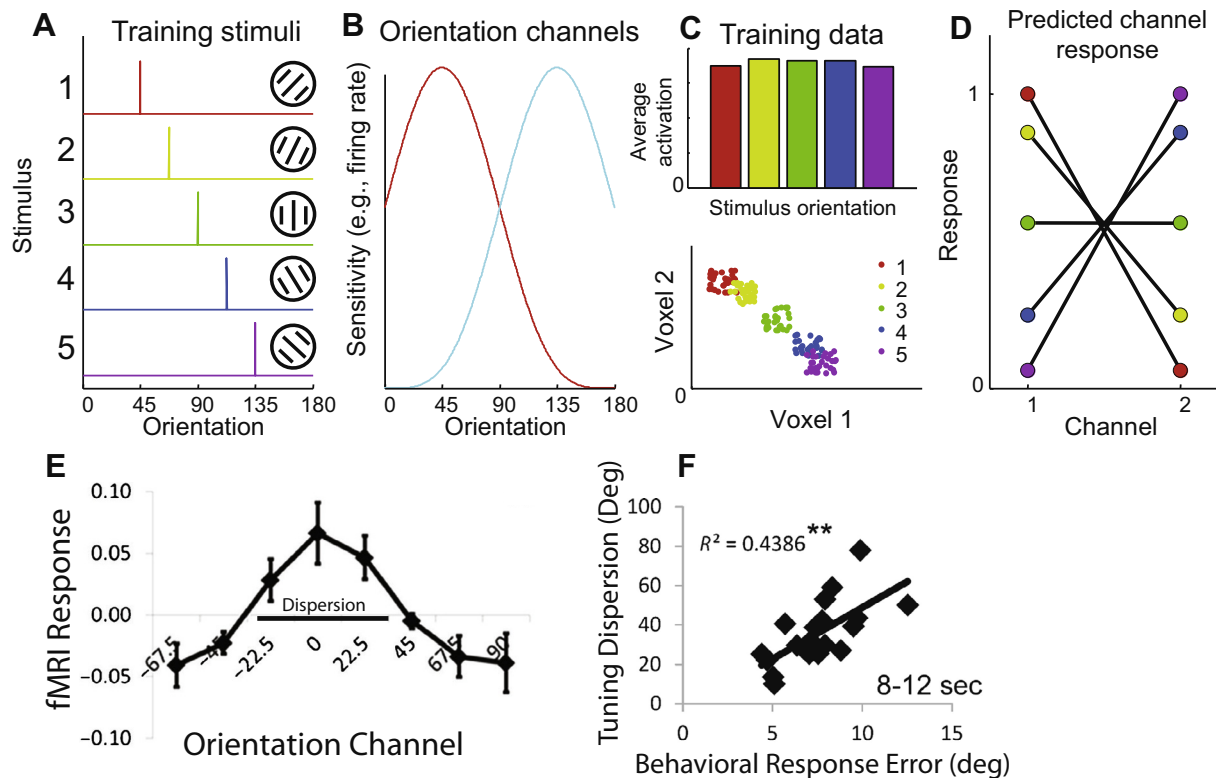 A
Training stimuli
Stimulus
1
2
3
4
5
0 45 90 135 180
Orientation
B
Orientation channels
Sensitivity (e.g., firing rate)
0 45 90 135 180
Orientation
C
Training data
Average
activation
0
Stimulus orientation
Voxel 2
0
1
2
3
4
5
Voxel 1
D
Predicted channel
response
Response
1
0
1 2
Channel
E
fMRI Response
0.10
0.05
0.00
−0.05
−0.10
Dispersion
−67.5 −45 −22.5 0 22.5 45 67.5 90
Orientation Channel
F
Tuning Dispersion (Deg)
100
80
60
40
20
0
R² = 0.4386 **
8-12 sec
0 5 10 15
Behavioral Response Error (deg)